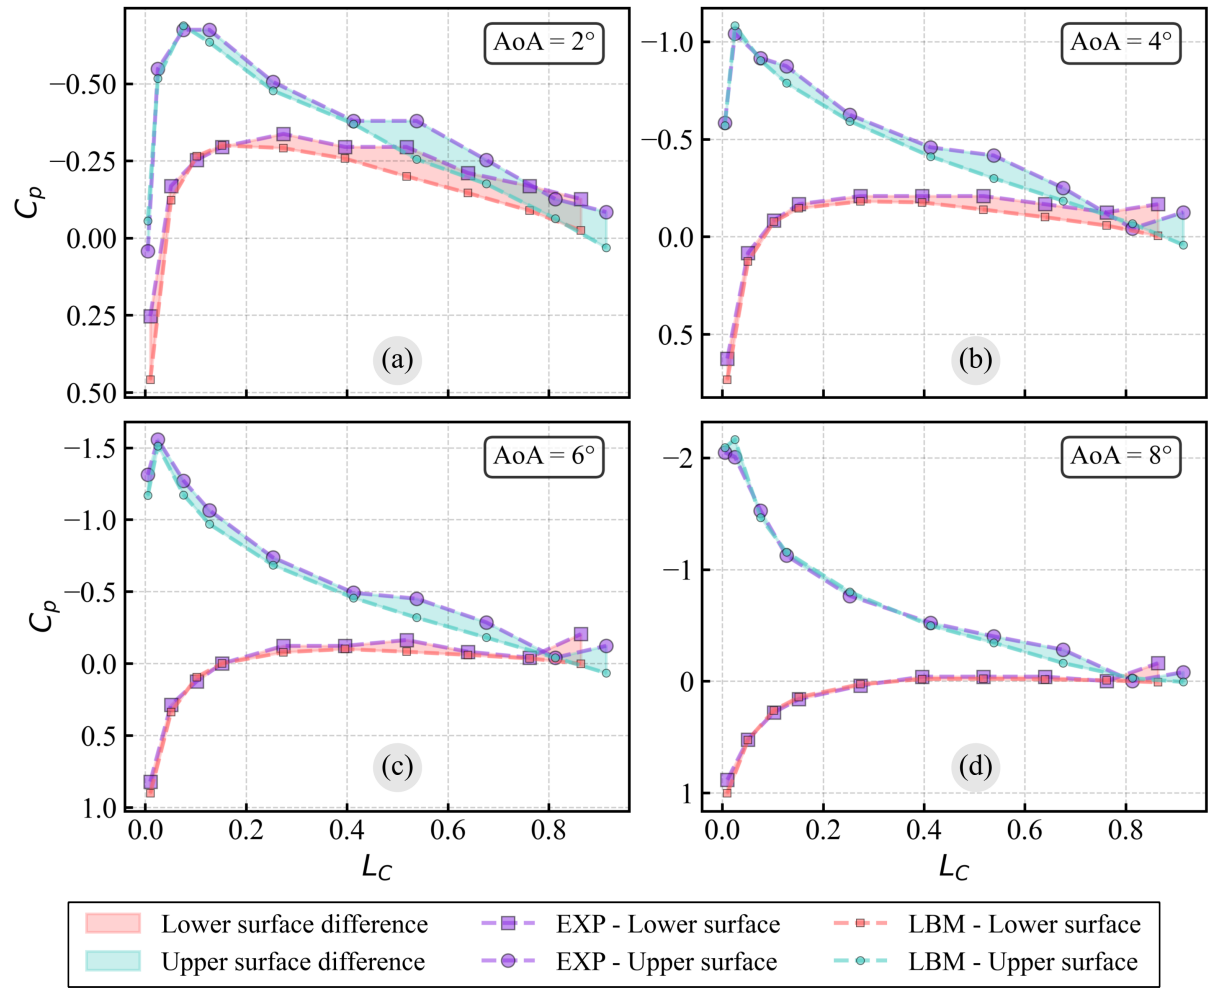 AoA = 2°
−0.50
−0.25
0.00
0.25
0.50
Cp
(a)
AoA = 4°
−1.0
−0.5
0.0
0.5
(b)
AoA = 6°
−1.5
−1.0
−0.5
0.0
0.5
1.0
Cp
(c)
0.0 0.2 0.4 0.6 0.8
LC
AoA = 8°
−2
−1
0
1
(d)
0.0 0.2 0.4 0.6 0.8
LC
Lower surface difference
Upper surface difference
EXP - Lower surface
EXP - Upper surface
LBM - Lower surface
LBM - Upper surface